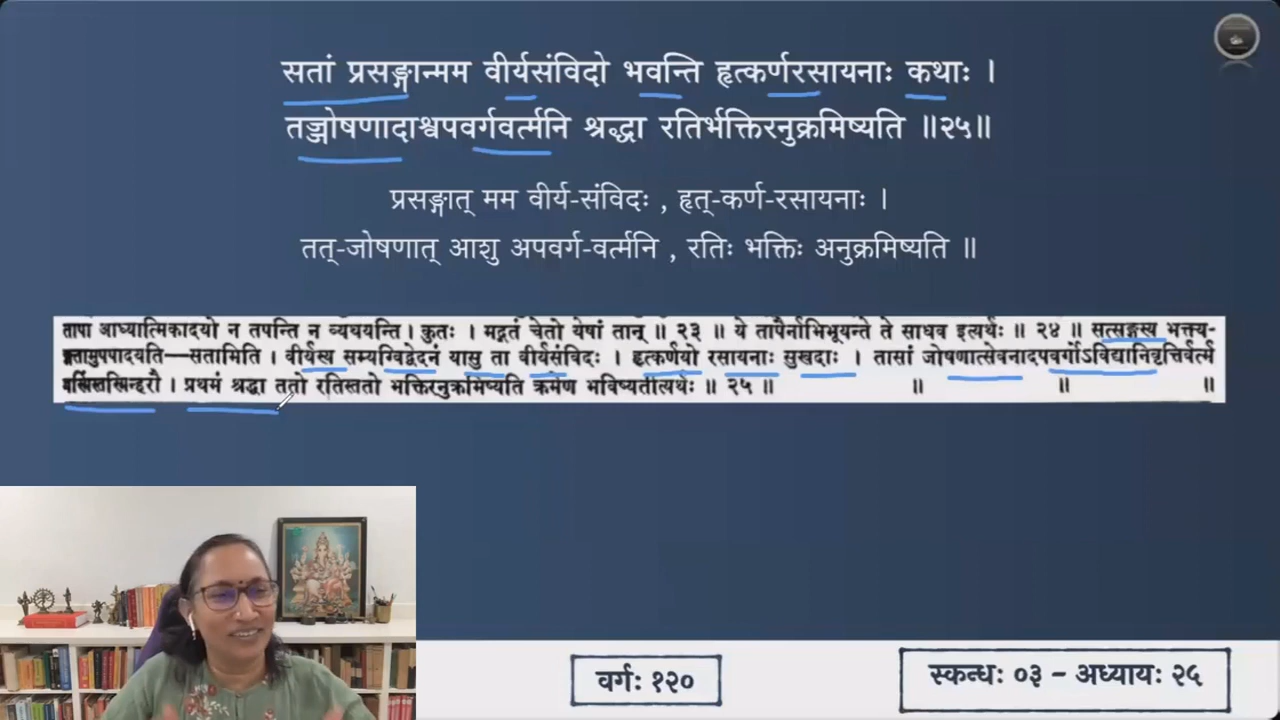 सतां प्रसङ्गान्मम वीर्यसंविदो भवन्ति हृत्कर्णरसायनाः कथाः ।
तज्जोषणादाश्वपवर्गवर्त्मनि श्रद्धा रतिर्भक्तिरनुक्रमिष्यति ॥२५॥
प्रसङ्गात् मम वीर्य-संविदः , हृत्-कर्ण-रसायनाः ।
तत्-जोषणात् आशु अपवर्ग-वर्त्मनि , रतिः भक्तिः अनुक्रमिष्यति ॥
तापा आध्यात्मिकादयो न तपन्ति न व्यथयन्ति । कुतः । मद्गतं चेतो येषां तान् ॥ २३ ॥ ये तापैर्नाभिभूयन्ते ते साधव इत्यर्थः ॥ २४ ॥ सत्सङ्गस्य भक्त्य-
ङ्गतामुपपादयति—सतामिति । वीर्यस्य सम्यग्विद्वेदनं यासु ता वीर्यसंविदः । हृत्कर्णयो रसायनाः सुखदाः । तासां जोषणात्सेवनादपवर्गोऽविद्यानिवृत्तिर्वर्त्म
प्रथमं श्रद्धा ततो रतिस्ततो भक्तिरनुक्रमिष्यति क्रमेण भविष्यतीत्यर्थः ॥ २५ ॥ ॥ ॥ ॥
वर्गः १२०
स्कन्धः ०३ - अध्यायः २५